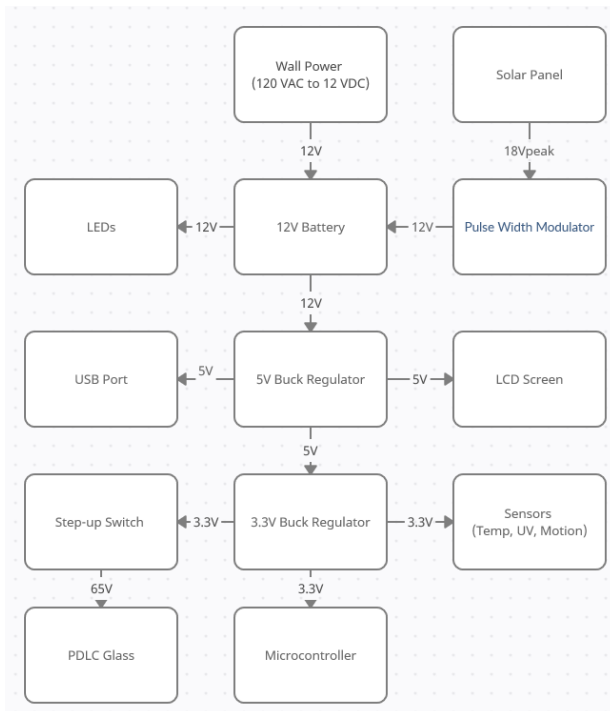 Wall Power
(120 VAC to 12 VDC)
Solar Panel
12V
18Vpeak
LEDs
12V
12V Battery
12V
Pulse Width Modulator
12V
USB Port
5V
5V Buck Regulator
5V
LCD Screen
5V
Step-up Switch
3.3V
3.3V Buck Regulator
3.3V
Sensors
(Temp, UV, Motion)
65V
3.3V
PDLC Glass
Microcontroller